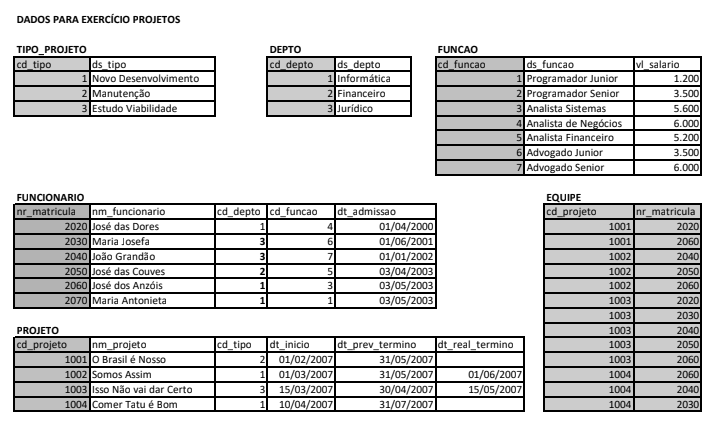 DADOS PARA EXERCÍCIO PROJETOS
TIPO_PROJETO
cd_tipo ds_tipo
1 Novo Desenvolvimento
2 Manutenção
3 Estudo Viabilidade
DEPTO
cd_depto ds_depto
1 Informática
2 Financeiro
3 Jurídico
FUNCAO
cd_funcao ds_funcao vl_salario
1 Programador Junior 1.200
2 Programador Senior 3.500
3 Analista Sistemas 5.600
4 Analista de Negócios 6.000
5 Analista Financeiro 5.200
6 Advogado Junior 3.500
7 Advogado Senior 6.000
FUNCIONARIO
nr_matricula nm_funcionario cd_depto cd_funcao dt_admissao
2020 José das Dores 1 4 01/04/2000
2030 Maria Josefa 3 6 01/06/2001
2040 João Grandão 3 7 01/01/2002
2050 José das Couves 2 5 03/04/2003
2060 José dos Anzóis 1 3 03/05/2003
2070 Maria Antonieta 1 1 03/05/2003
PROJETO
cd_projeto nm_projeto cd_tipo dt_inicio dt_prev_termino dt_real_termino
1001 O Brasil é Nosso 2 01/02/2007 31/05/2007
1002 Somos Assim 1 01/03/2007 31/05/2007 01/06/2007
1003 Isso Não vai dar Certo 3 15/03/2007 30/04/2007 15/05/2007
1004 Comer Tatu é Bom 1 10/04/2007 31/07/2007
EQUIPE
cd_projeto nr_matricula
1001 2020
1001 2060
1002 2040
1002 2050
1002 2060
1003 2020
1003 2030
1003 2040
1003 2050
1003 2060
1004 2060
1004 2040
1004 2030